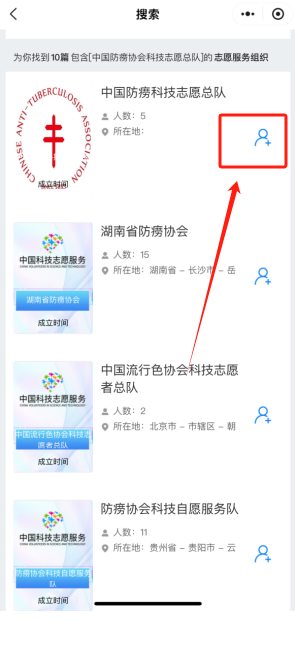 搜索
为你找到10篇包含[中国防痨协会科技志愿总队]的志愿服务组织
CHINESE ANTI-TUBERCULOSIS ASSOCIATION
成立时间
中国防痨科技志愿总队
人数：5
所在地：
中国科技志愿服务
湖南省防痨协会
成立时间
湖南省防痨协会
人数：15
所在地：湖南省 - 长沙市 - 岳
中国科技志愿服务
中国流行色协会科技志
愿者总队
成立时间
中国流行色协会科技志愿
者总队
人数：2
所在地：北京市 - 市辖区 - 朝
中国科技志愿服务
防痨协会科技自愿服务
队
成立时间
防痨协会科技自愿服务队
人数：11
所在地：贵州省 - 贵阳市 - 云